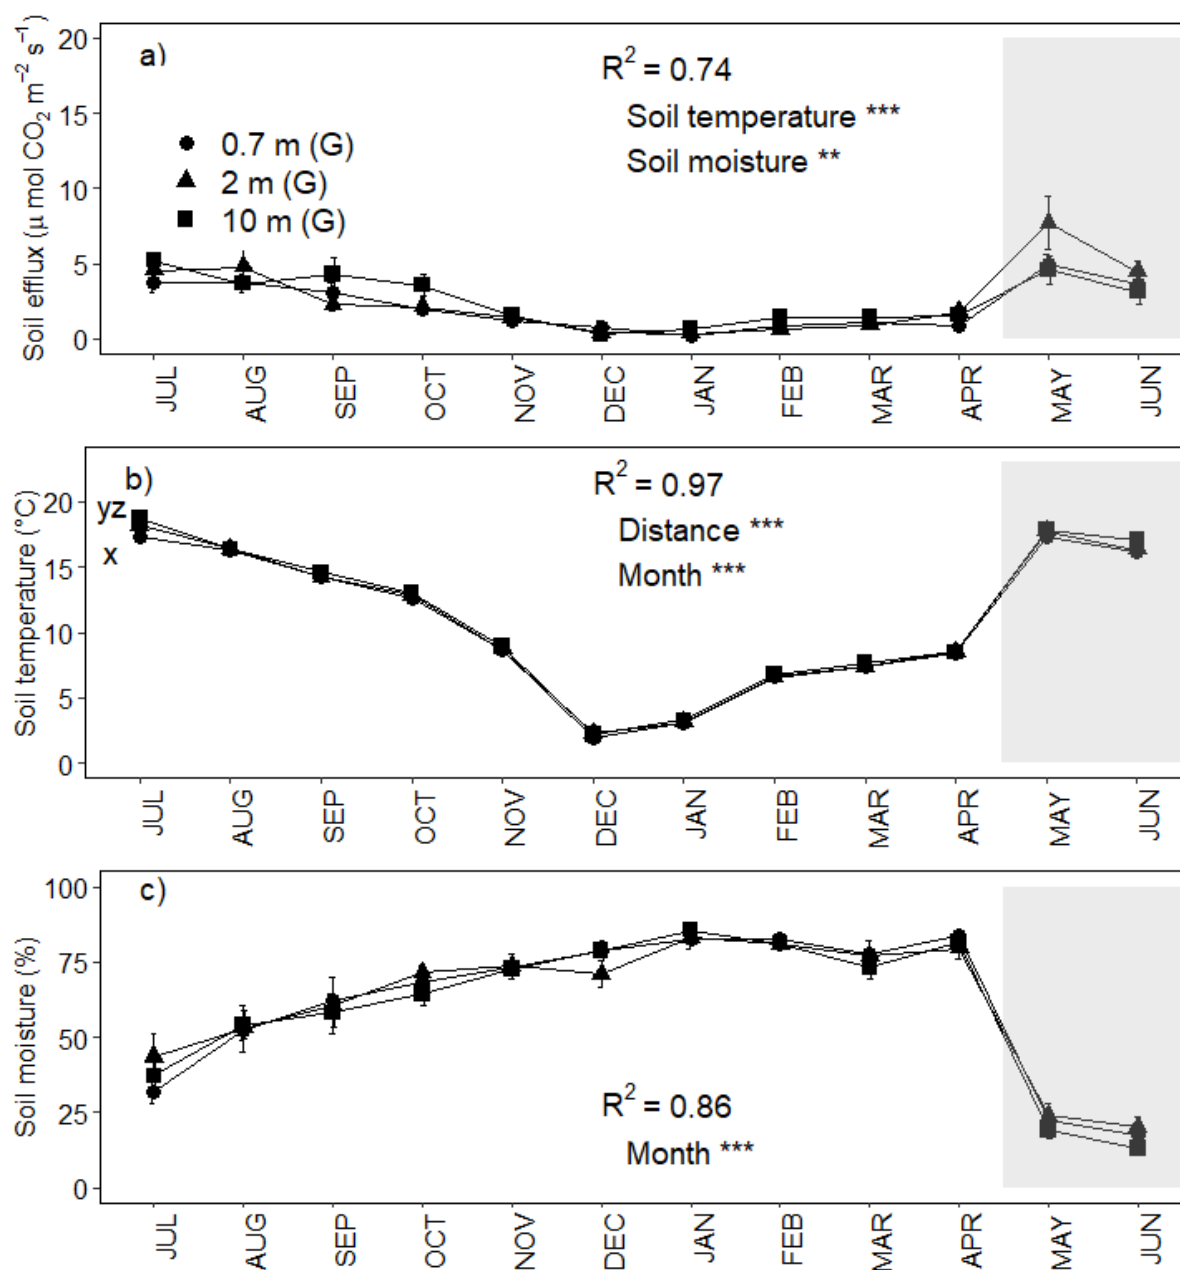 a)
R² = 0.74
Soil temperature ***
Soil moisture **
0.7 m (G)
2 m (G)
10 m (G)
Soil efflux (μ mol CO₂ m⁻² s⁻¹)
20
15
10
5
0
JUL AUG SEP OCT NOV DEC JAN FEB MAR APR MAY JUN
b)
R² = 0.97
Distance ***
Month ***
yz
x
Soil temperature (°C)
20
15
10
5
0
JUL AUG SEP OCT NOV DEC JAN FEB MAR APR MAY JUN
c)
R² = 0.86
Month ***
Soil moisture (%)
100
75
50
25
0
JUL AUG SEP OCT NOV DEC JAN FEB MAR APR MAY JUN